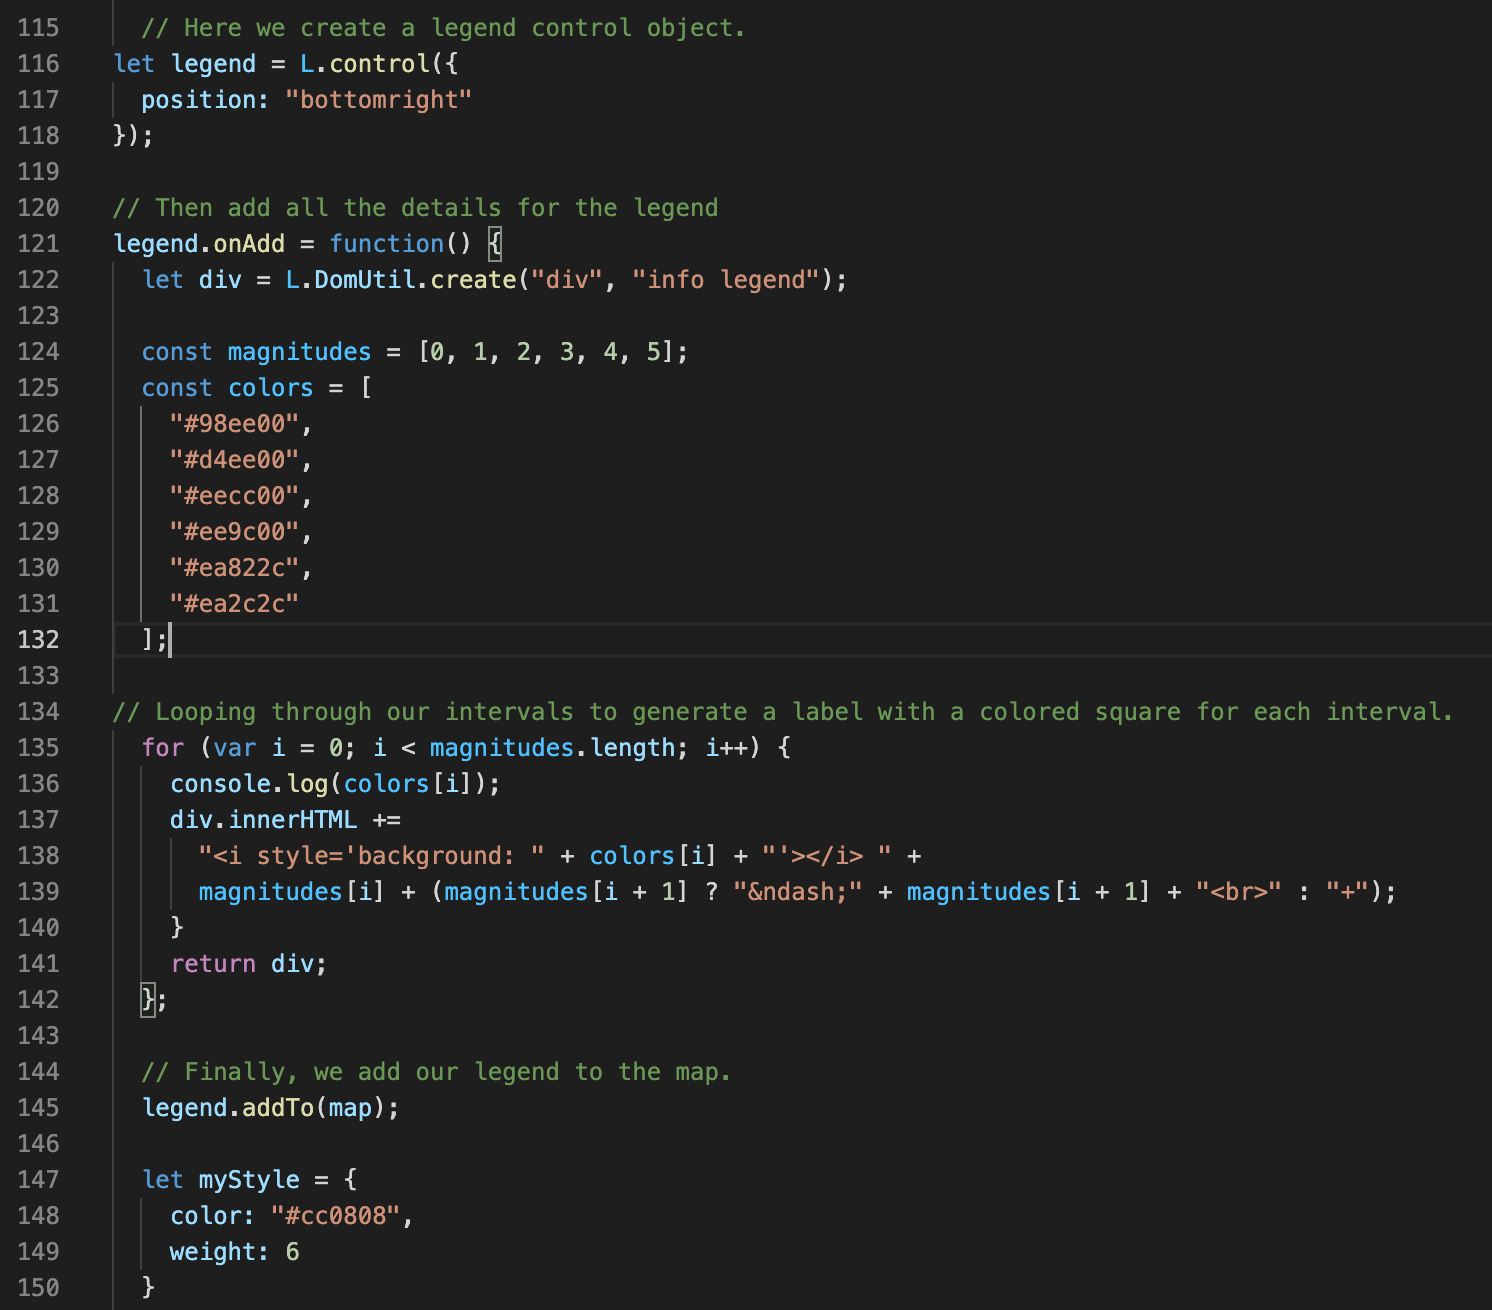 115 // Here we create a legend control object.
116 let legend = L.control({
117 position: "bottomright"
118 });
119
120 // Then add all the details for the legend
121 legend.onAdd = function() {
122 let div = L.DomUtil.create("div", "info legend");
123
124 const magnitudes = [0, 1, 2, 3, 4, 5];
125 const colors = [
126 "#98ee00",
127 "#d4ee00",
128 "#eecc00",
129 "#ee9c00",
130 "#ea822c",
131 "#ea2c2c"
132 ];
133
134 // Looping through our intervals to generate a label with a colored square for each interval.
135 for (var i = 0; i < magnitudes.length; i++) {
136 console.log(colors[i]);
137 div.innerHTML +=
138 "<i style='background: " + colors[i] + "'></i> " +
139 magnitudes[i] + (magnitudes[i + 1] ? "&ndash;" + magnitudes[i + 1] + "<br>" : "+");
140 }
141 return div;
142 };
143
144 // Finally, we add our legend to the map.
145 legend.addTo(map);
146
147 let myStyle = {
148 color: "#cc0808",
149 weight: 6
150 }